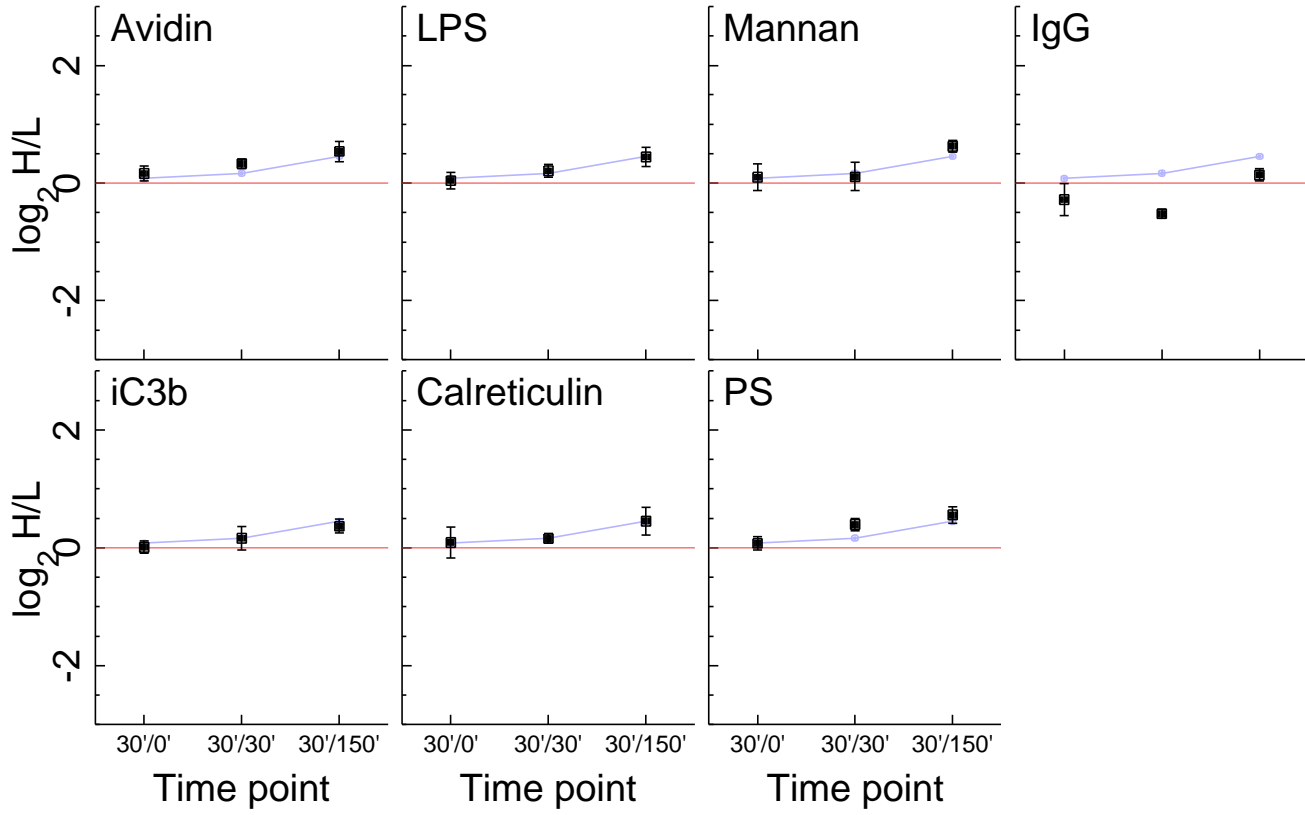 Avidin LPS Mannan IgG
2
0
-2
log₂ H/L
iC3b Calreticulin PS
2
0
-2
log₂ H/L
30'/0' 30'/30' 30'/150' 30'/0' 30'/30' 30'/150' 30'/0' 30'/30' 30'/150'
Time point Time point Time point